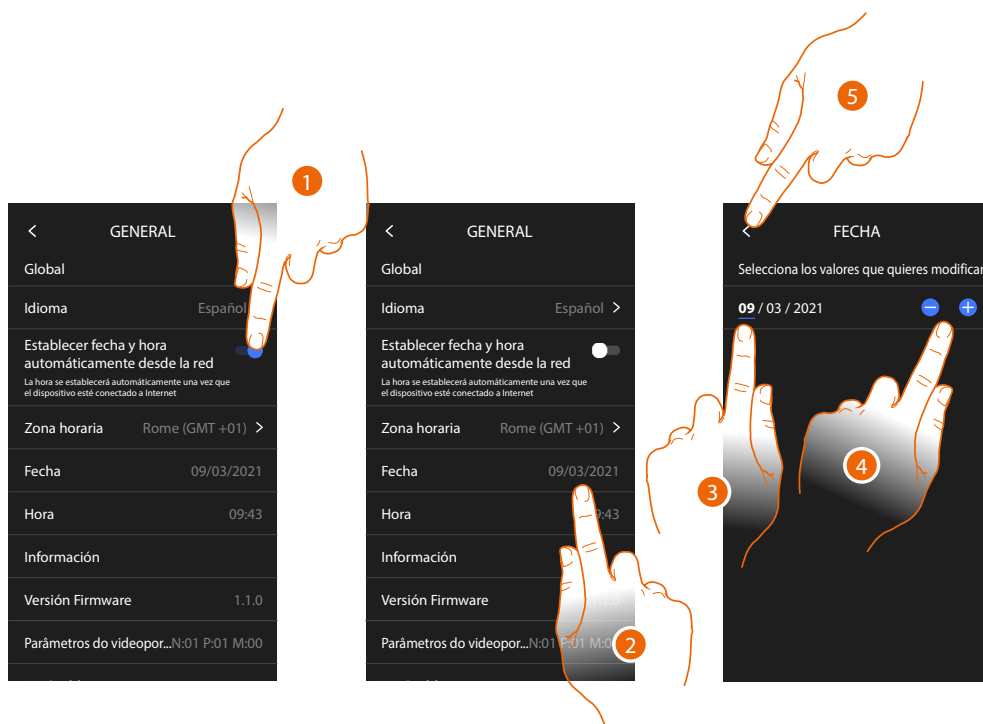 1
GENERAL
Global
Idioma Español
Establecer fecha y hora
automáticamente desde la red
La hora se establecerá automáticamente una vez que
el dispositivo esté conectado a Internet
Zona horaria Rome (GMT +01)
Fecha 09/03/2021
Hora 09:43
Información
Versión Firmware 1.1.0
Parâmetros do videopor...N:01 P:01 M:00
GENERAL
Global
Idioma Español
Establecer fecha y hora
automáticamente desde la red
La hora se establecerá automáticamente una vez que
el dispositivo esté conectado a Internet
Zona horaria Rome (GMT +01)
Fecha 09/03/2021
Hora :43
Información
Versión Firmware
Parâmetros do videopor...N:01 P:01 M:0
2
5
FECHA
Selecciona los valores que quieres modificar
09 / 03 / 2021
3
4